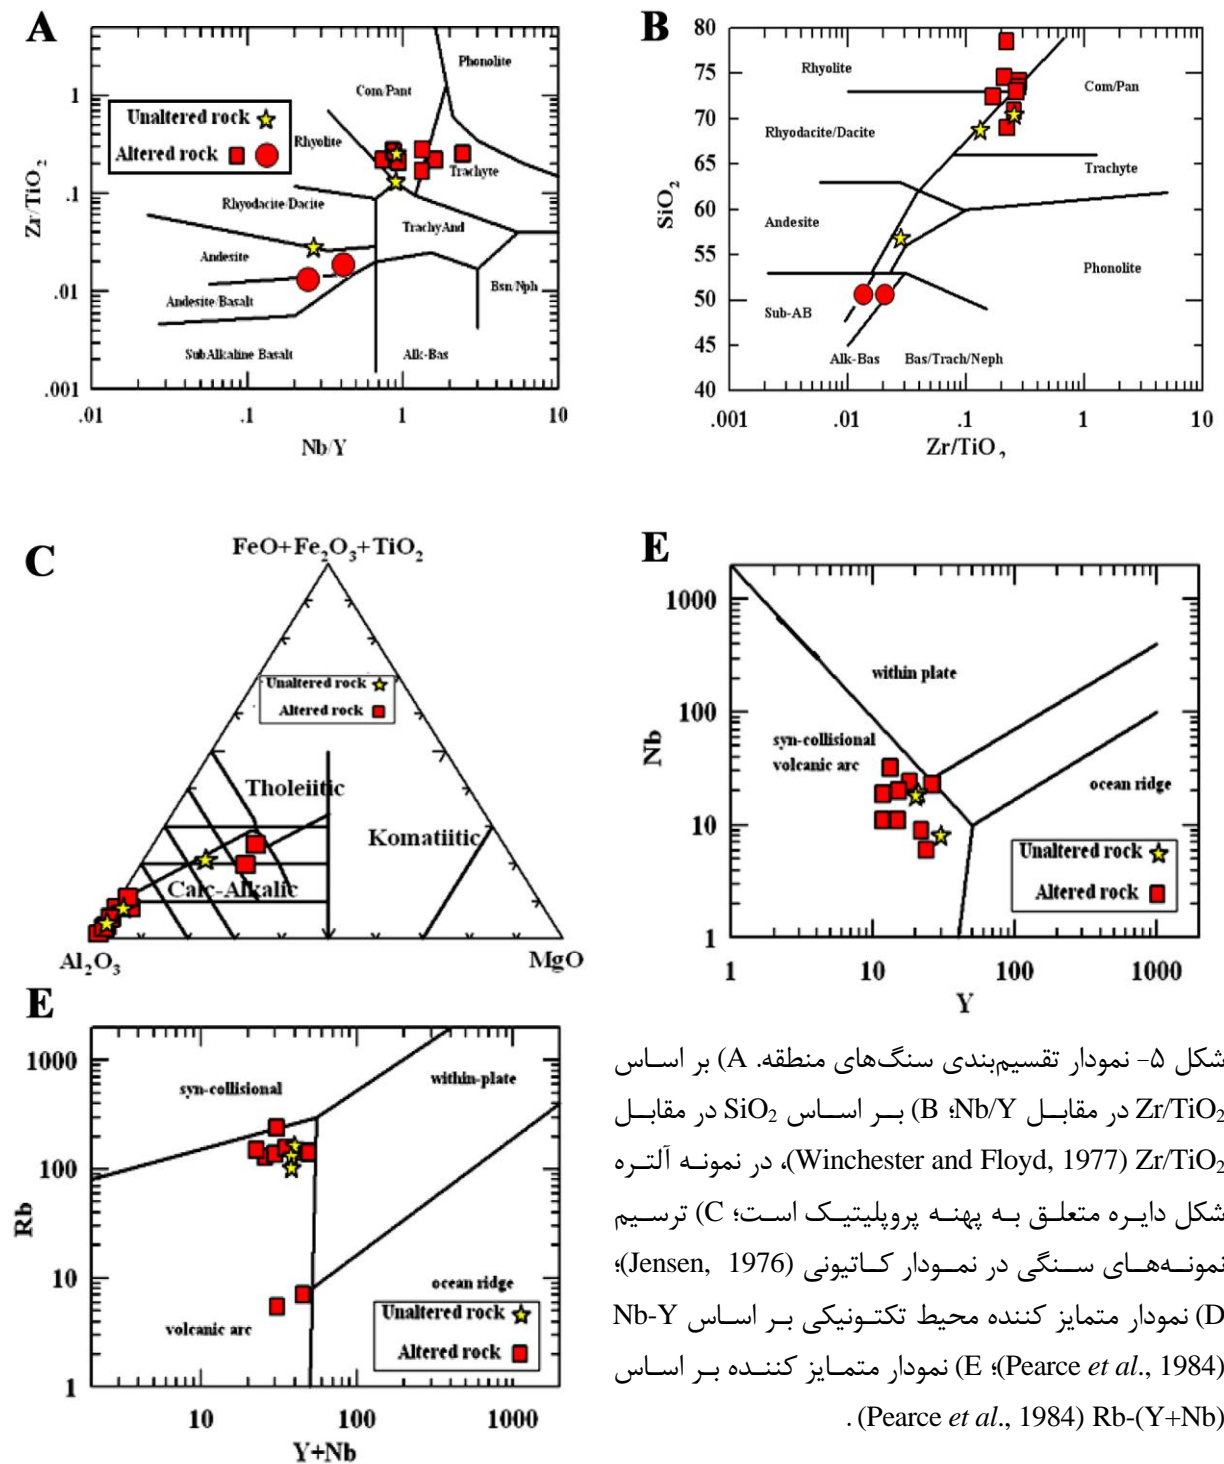 A
Zr/TiO2
1
.1
.01
.001
.01
.1
1
10
Nb/Y
Unaltered rock
Altered rock
Phonolite
Com/Pant
Rhyolite
Trachyte
Rhyodacite/Dacite
TrachyAnd
Andesite
Andesite/Basalt
Bsn/Nph
SubAlkaline Basalt
Alk-Bas
B
SiO2
80
75
70
65
60
55
50
45
40
.001
.01
.1
1
10
Zr/TiO2
Rhyolite
Com/Pan
Rhyodacite/Dacite
Trachyte
Andesite
Phonolite
Sub-AB
Alk-Bas
Bas/Trach/Neph
C
FeO+Fe2O3+TiO2
Unaltered rock
Altered rock
Tholeiitic
Komatiitic
Calc-Alkalic
Al2O3
MgO
E
Nb
1000
100
10
1
1
10
100
1000
Y
within plate
syn-collisional
volcanic arc
ocean ridge
Unaltered rock
Altered rock
E
Rb
1000
100
10
1
10
100
1000
Y+Nb
syn-collisional
within-plate
ocean ridge
volcanic arc
Unaltered rock
Altered rock
شکل ۵- نمودار تقسیم‌بندی سنگ‌های منطقه. A) بر اساس
Zr/TiO2 در مقابل Nb/Y؛ B) بر اساس SiO2 در مقابل
Zr/TiO2 (Winchester and Floyd, 1977)، در نمونه آلتره
شکل دایره متعلق به پهنه پروپلیتیک است؛ C) ترسیم
نمونه‌های سنگی در نمودار کاتیونی (Jensen, 1976)؛
D) نمودار متمایز کننده محیط تکتونیکی بر اساس Nb-Y
(Pearce et al., 1984)؛ E) نمودار متمایز کننده بر اساس
Rb-(Y+Nb) (Pearce et al., 1984) .